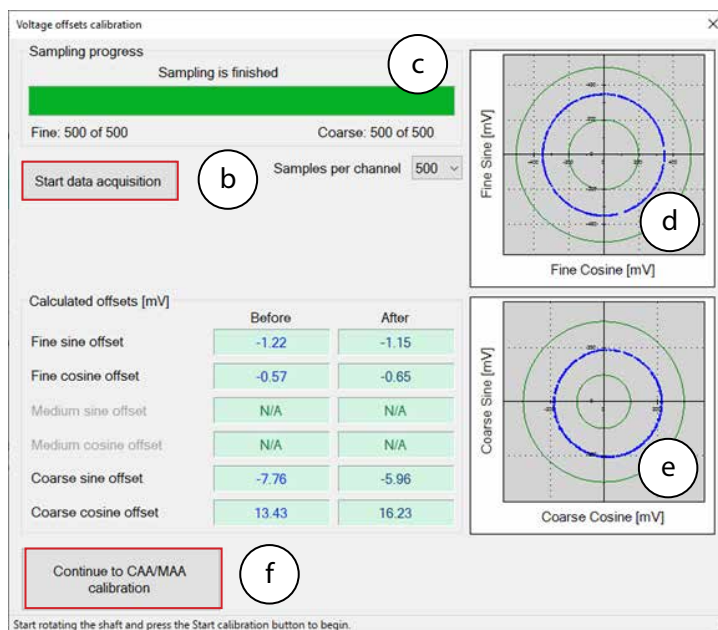 Voltage offsets calibration
Sampling progress
c
Sampling is finished
Fine: 500 of 500 Coarse: 500 of 500
Start data acquisition
b
Samples per channel 500
Fine Sine [mV]
d
Fine Cosine [mV]
Calculated offsets [mV]
Before After
Fine sine offset -1.22 -1.15
Fine cosine offset -0.57 -0.65
Medium sine offset N/A N/A
Medium cosine offset N/A N/A
Coarse sine offset -7.76 -5.96
Coarse cosine offset 13.43 16.23
Coarse Sine [mV]
e
Coarse Cosine [mV]
Continue to CAA/MAA
calibration
f
Start rotating the shaft and press the Start calibration button to begin.